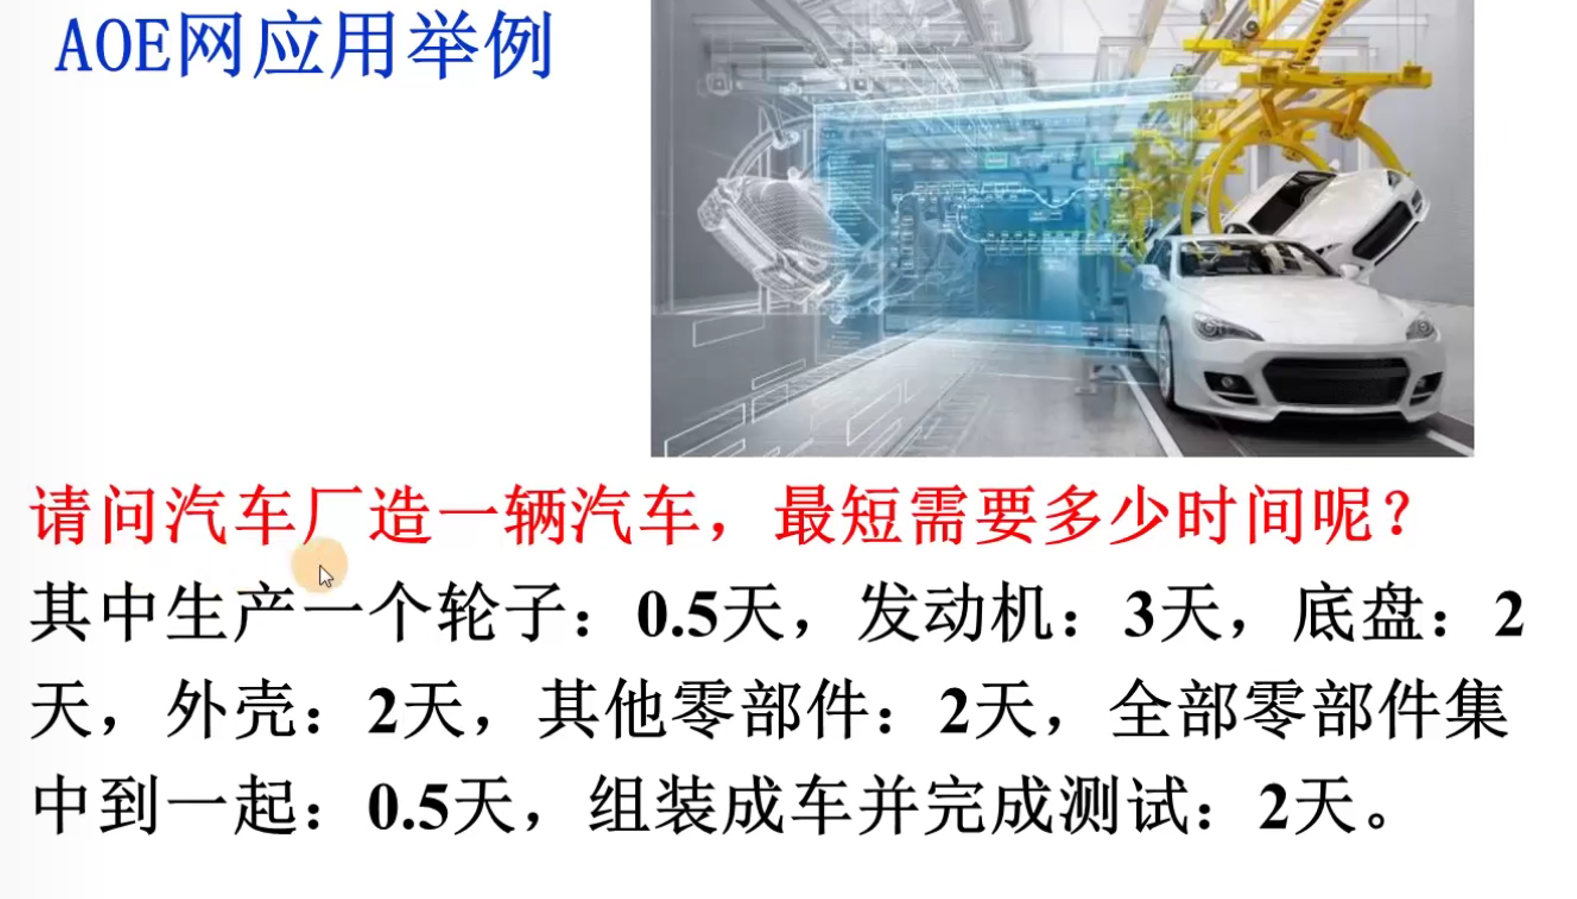 AOE网应用举例
请问汽车厂造一辆汽车，最短需要多少时间呢？
其中生产一个轮子：0.5天，发动机：3天，底盘：2
天，外壳：2天，其他零部件：2天，全部零部件集
中到一起：0.5天，组装成车并完成测试：2天。